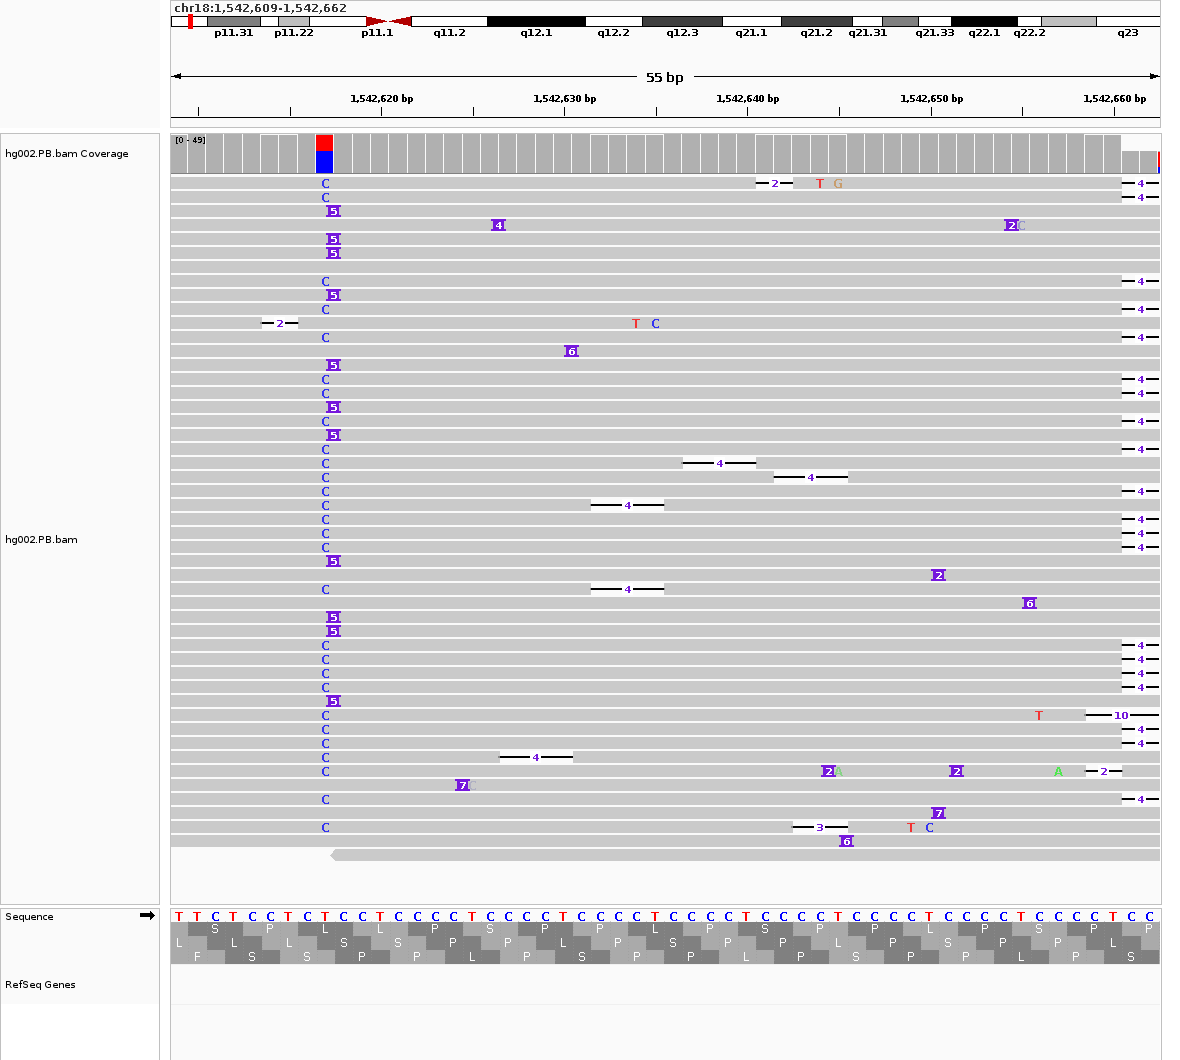 chr18:1,542,609-1,542,662
p11.31 p11.22 p11.1 q11.2 q12.1 q12.2 q12.3 q21.1 q21.2 q21.31 q21.33 q22.1 q22.2 q23
55 bp
1,542,620 bp 1,542,630 bp 1,542,640 bp 1,542,650 bp 1,542,660 bp
[0 - 49]
hg002.PB.bam Coverage
C 2 T G 4
C 4
5
4 2 C
5
5
C 4
5
C 4
2 T C
C 4
6
5
C 4
C 4
5
C 4
5
C 4
C 4
C 4
C 4
C 4
C 4
C 4
C 4
5
2
C 4
6
5
5
C 4
C 4
C 4
C 4
5
C T 10
C 4
C 4
C 4
C 2 A 2 A 2
7 C
C 4
7
C 3 T C
6
hg002.PB.bam
Sequence
T T C T C C T C T C C T C C C C T C C C C T C C C C T C C C C T C C C C T C C C C T C C C C T C C C C T C C
S P L L P S P P L P S P P L P S P P
L L L S S P P L P S P P L P S P P L
F S S P P L P S P P L P S P P L P S
RefSeq Genes